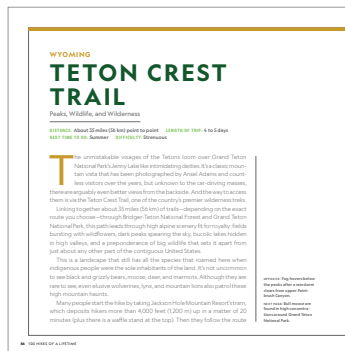 WYOMING
TETON CREST
TRAIL
Peaks, Wildlife, and Wilderness
DISTANCE: About 35 miles (56 km) point to point LENGTH OF TRIP: 4 to 5 days
BEST TIME TO GO: Summer DIFFICULTY: Strenuous
The unmistakable visages of the Tetons loom over Grand Teton
National Park's Jenny Lake like intimidating deities. It's a classic moun-
tain vista that has been photographed by Ansel Adams and count-
less visitors over the years, but unknown to the car-driving masses,
there are arguably even better views from the backside. And the way to access
them is via the Teton Crest Trail, one of the country's premier wilderness treks.
Linking together about 35 miles (56 km) of trails—depending on the exact
route you choose—through Bridger-Teton National Forest and Grand Teton
National Park, this path leads through high alpine scenery fit for royalty: fields
bursting with wildflowers, dark peaks spearing the sky, bucolic lakes hidden
in high valleys, and a preponderance of big wildlife that sets it apart from
just about any other part of the contiguous United States.
This is a landscape that still has all the species that roamed here when
indigenous people were the sole inhabitants of the land. It's not uncommon
to see black and grizzly bears, moose, deer, and marmots. Although they are
rare to see, even elusive wolverines, lynx, and mountain lions also patrol these
high mountain haunts.
Many people start the hike by taking Jackson Hole Mountain Resort's tram,
which deposits hikers more than 4,000 feet (1,200 m) up in a matter of 20
minutes (plus there is a waffle stand at the top). Then they follow the route
OPPOSITE: Fog hovers below
the peaks after a rainstorm
clears from upper Paint-
brush Canyon.
NEXT PAGE: Bull moose are
found in high concentra-
tions around Grand Teton
National Park.
86 100 HIKES OF A LIFETIME